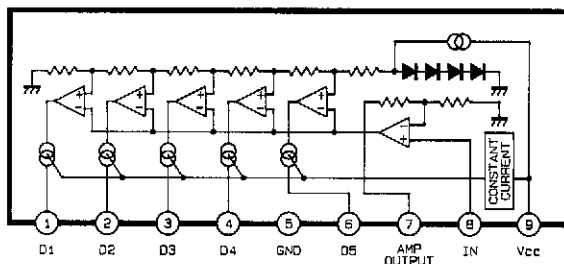 CONSTANT
CURRENT
1 2 3 4 5 6 7 8 9
D1 D2 D3 D4 GND D5 AMP OUTPUT IN Vcc